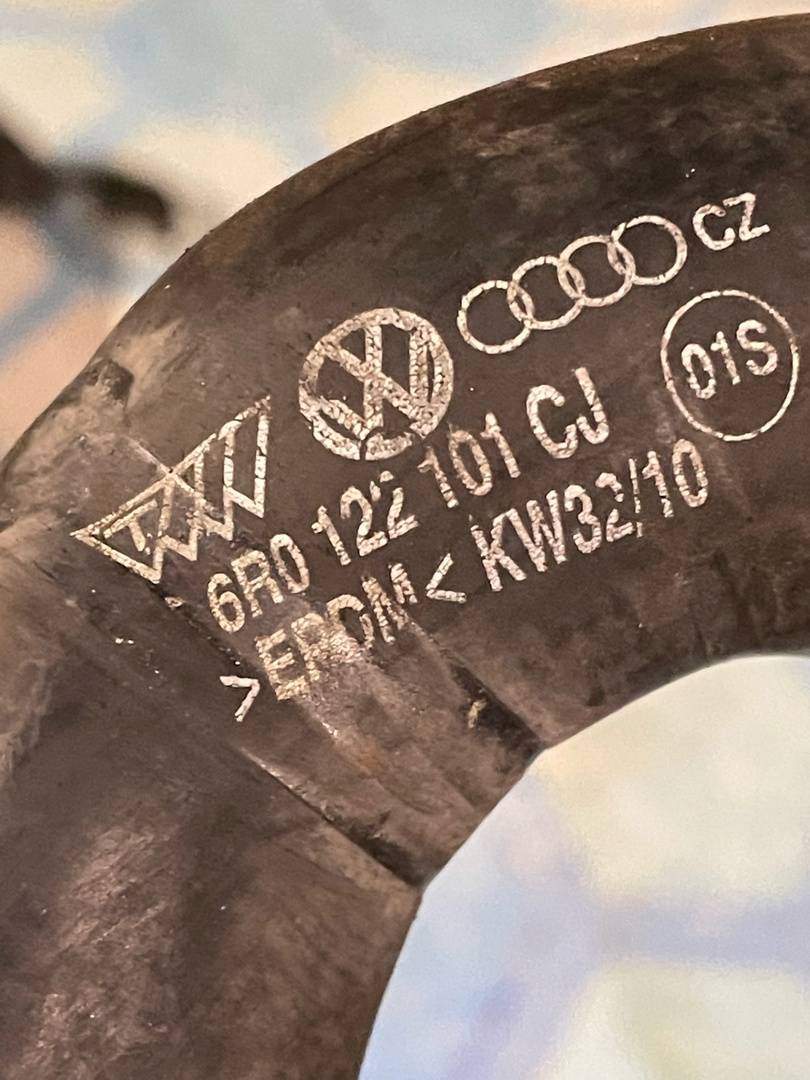 CZ
01S
6R0 122 101 CJ
>EPDM< KW32/10